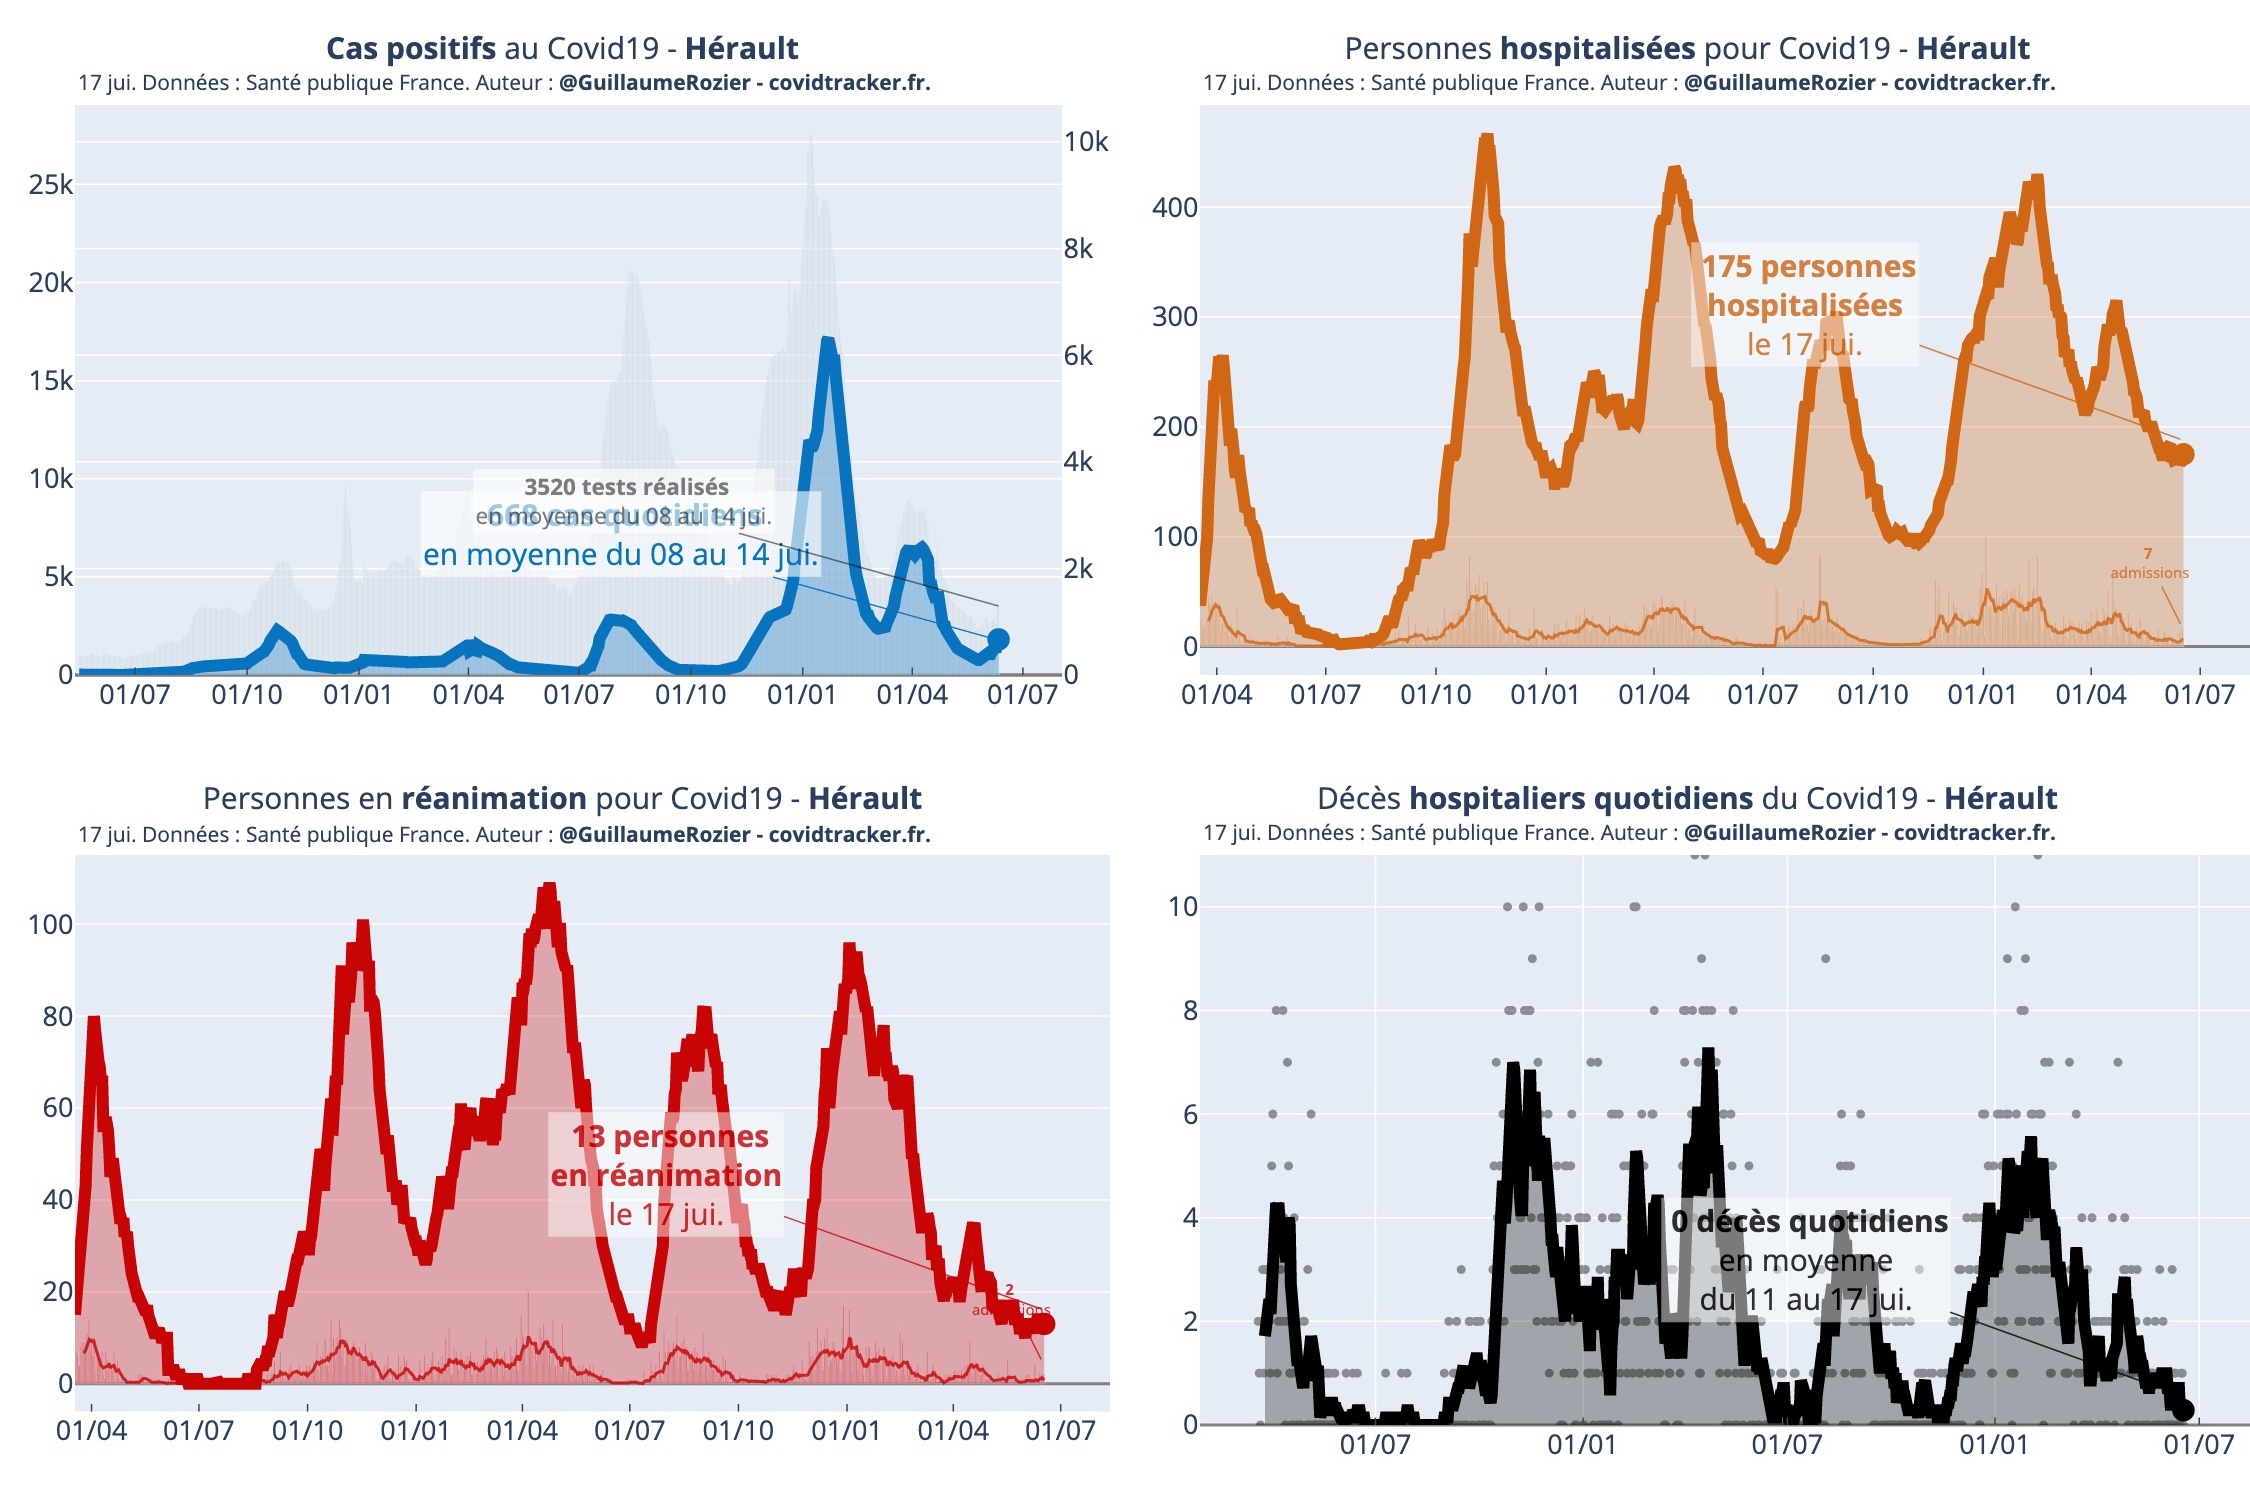 Cas positifs au Covid19 - Hérault
17 jui. Données : Santé publique France. Auteur : @GuillaumeRozier - covidtracker.fr.
10k
8k
6k
4k
2k
0
25k
20k
15k
10k
5k
0
3520 tests réalisés
en moyenne du 08 au 14 jui.
668 cas quotidiens
en moyenne du 08 au 14 jui.
01/07 01/10 01/01 01/04 01/07 01/10 01/01 01/04 01/07
Personnes hospitalisées pour Covid19 - Hérault
17 jui. Données : Santé publique France. Auteur : @GuillaumeRozier - covidtracker.fr.
400
300
200
100
0
175 personnes
hospitalisées
le 17 jui.
7
admissions
01/04 01/07 01/10 01/01 01/04 01/07 01/10 01/01 01/04 01/07
Personnes en réanimation pour Covid19 - Hérault
17 jui. Données : Santé publique France. Auteur : @GuillaumeRozier - covidtracker.fr.
100
80
60
40
20
0
13 personnes
en réanimation
le 17 jui.
2
admissions
01/04 01/07 01/10 01/01 01/04 01/07 01/10 01/01 01/04 01/07
Décès hospitaliers quotidiens du Covid19 - Hérault
17 jui. Données : Santé publique France. Auteur : @GuillaumeRozier - covidtracker.fr.
10
8
6
4
2
0
0 décès quotidiens
en moyenne
du 11 au 17 jui.
01/07 01/01 01/07 01/01 01/07